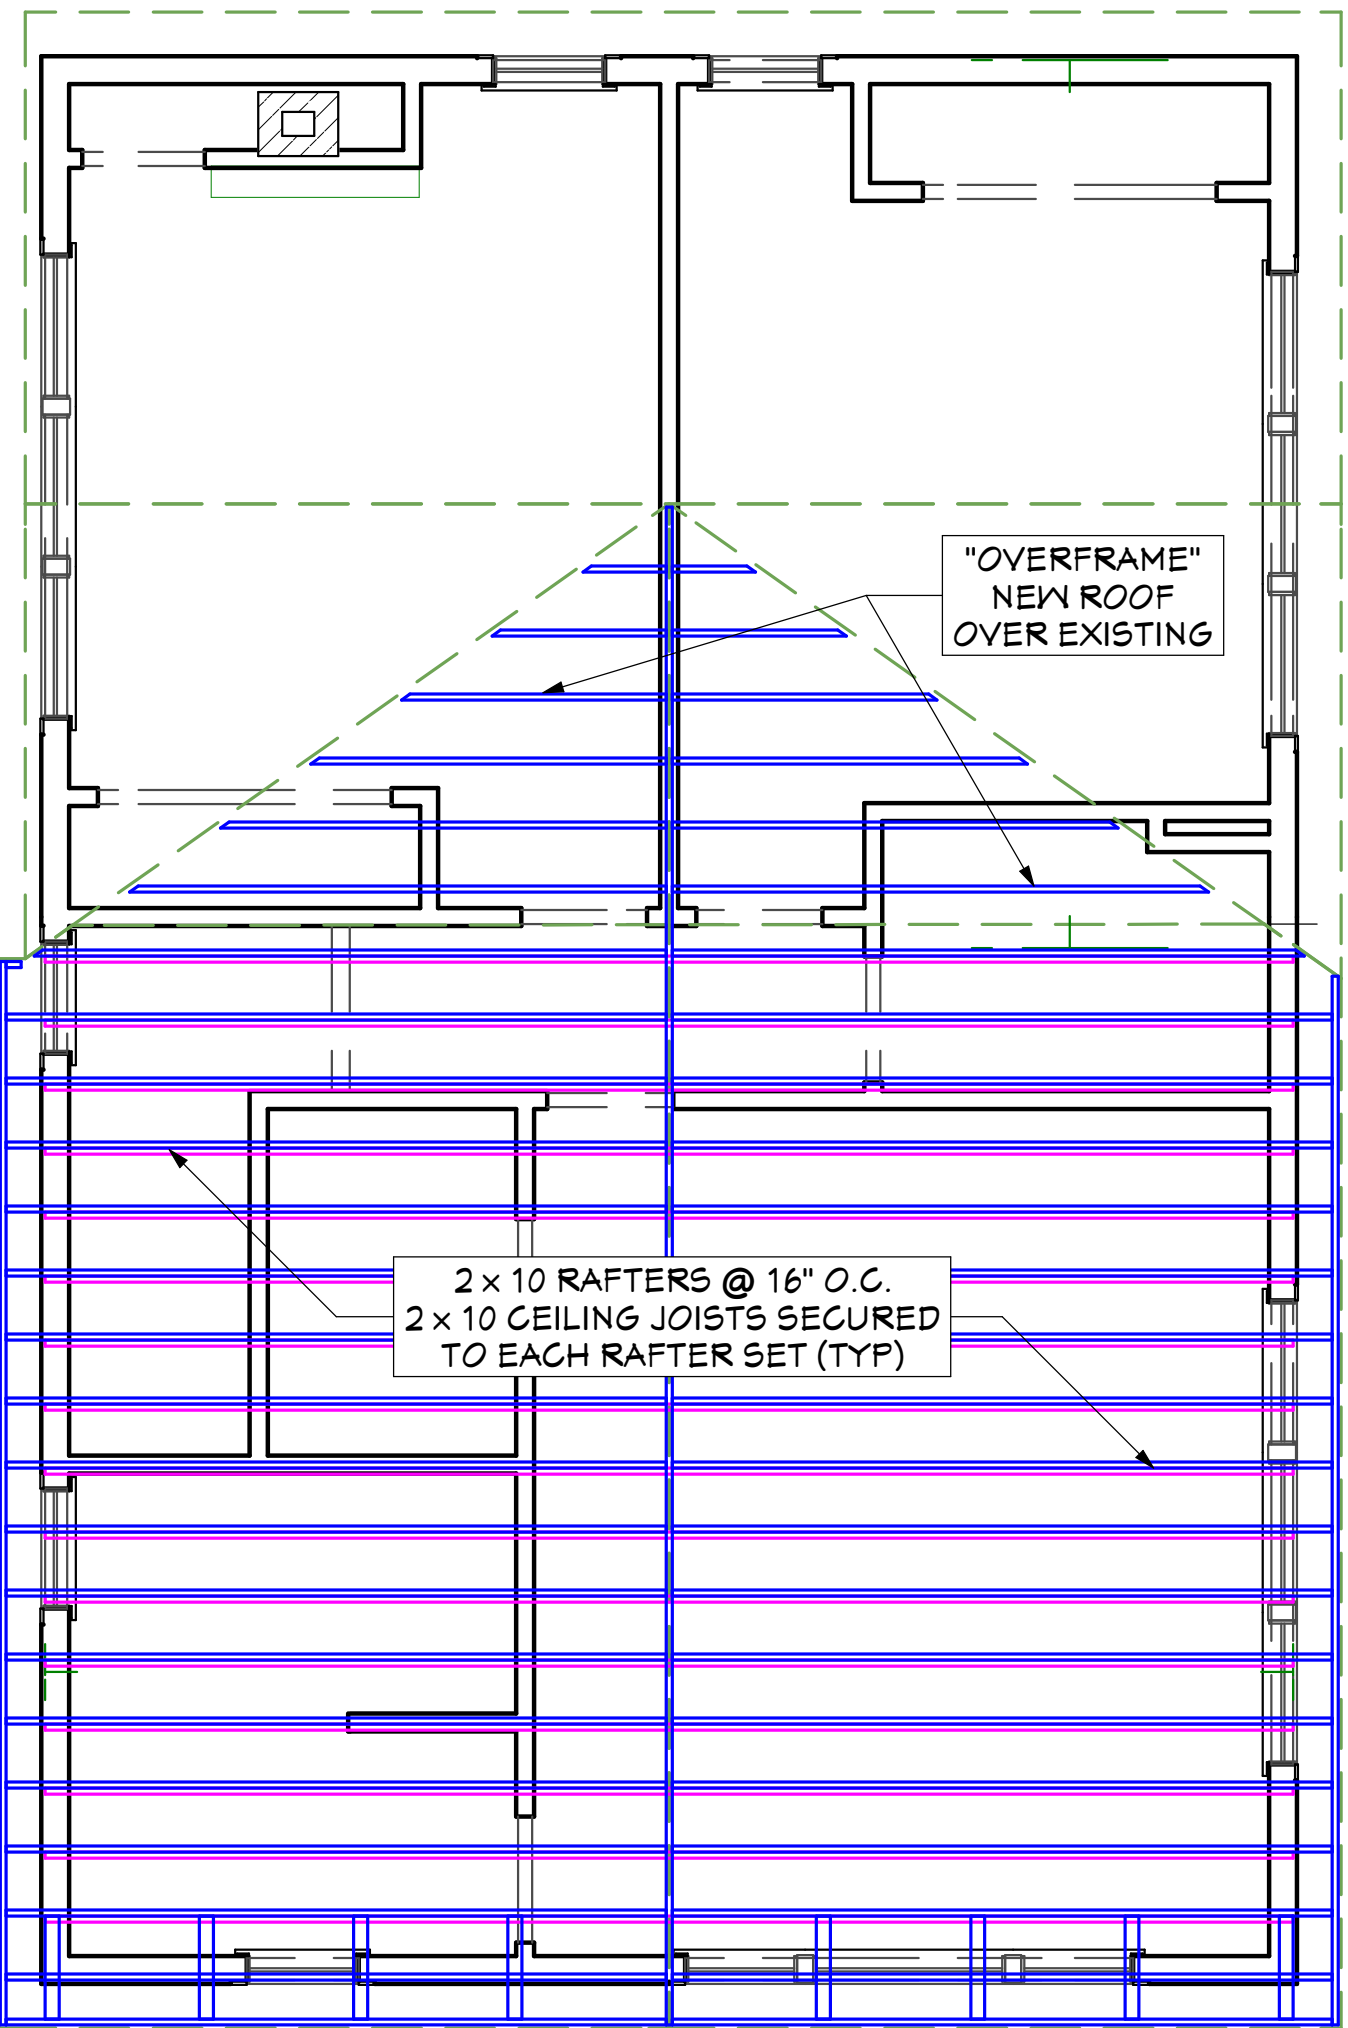 "OVERFRAME"
NEW ROOF
OVER EXISTING
2 x 10 RAFTERS @ 16" O.C.
2 x 10 CEILING JOISTS SECURED
TO EACH RAFTER SET (TYP)